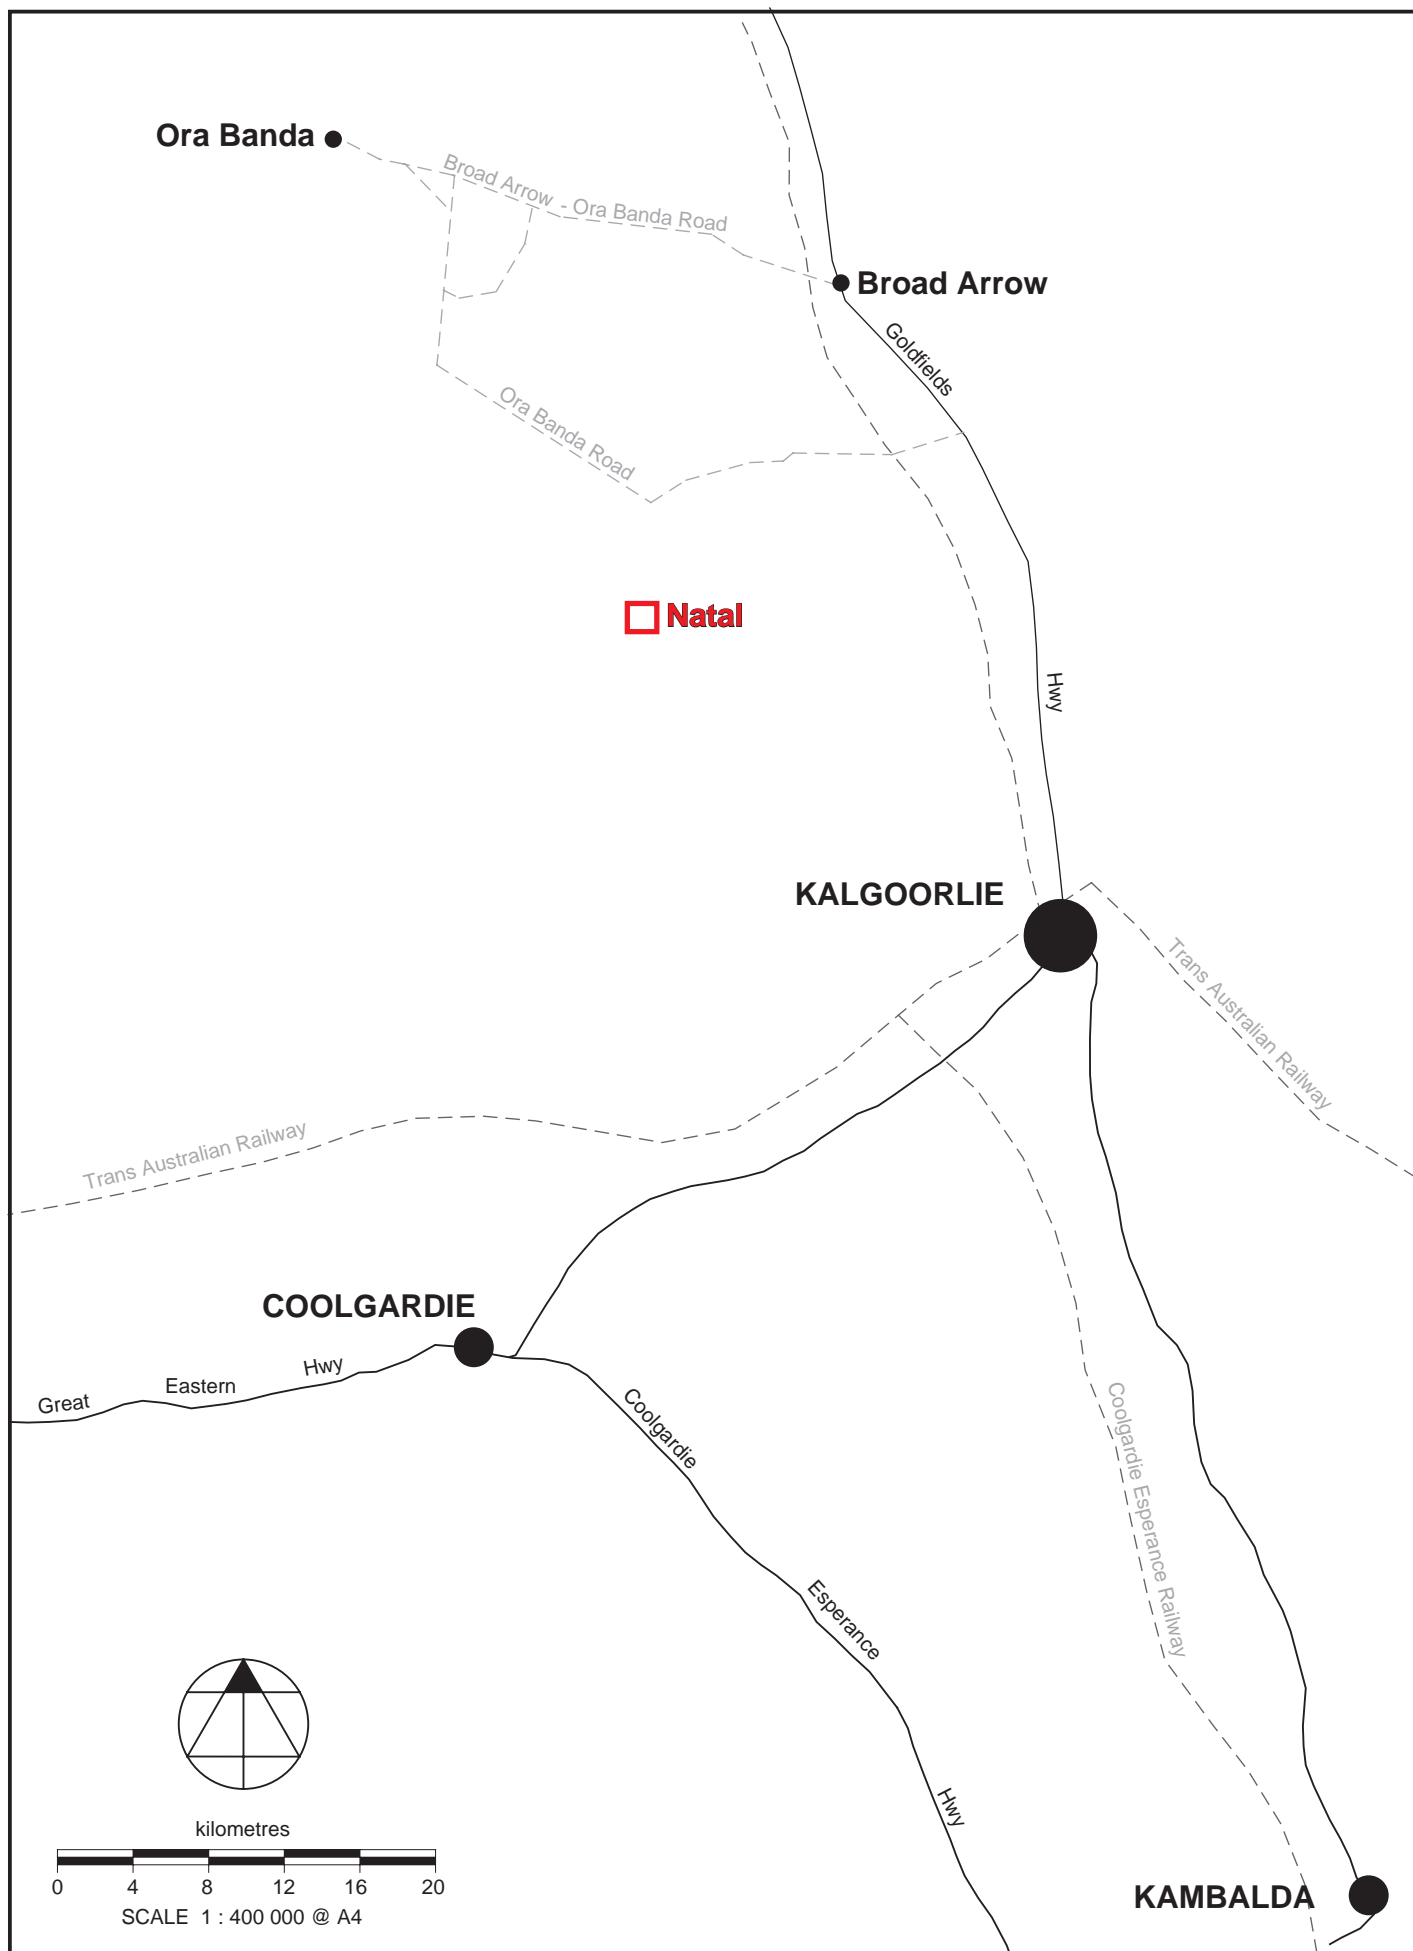 Ora Banda
Broad Arrow - Ora Banda Road
Broad Arrow
Goldfields
Ora Banda Road
Natal
Hwy
KALGOORLIE
Trans Australian Railway
Trans Australian Railway
COOLGARDIE
Great Eastern Hwy
Coolgardie
Coolgardie Esperance Railway
Esperance
Hwy
kilometres
0 4 8 12 16 20
SCALE 1 : 400 000 @ A4
KAMBALDA